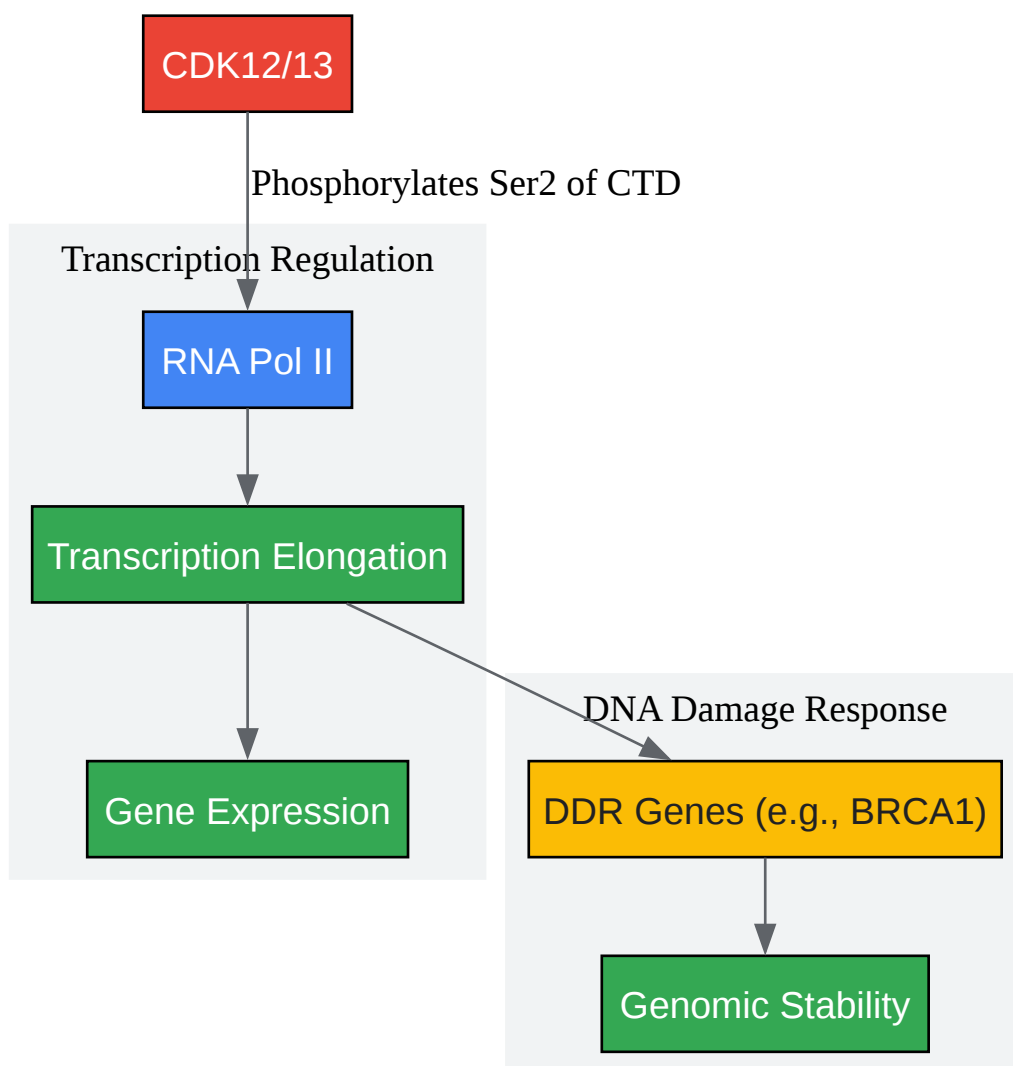 CDK12/13
Phosphorylates Ser2 of CTD
Transcription Regulation
RNA Pol II
Transcription Elongation
DNA Damage Response
Gene Expression
DDR Genes (e.g., BRCA1)
Genomic Stability